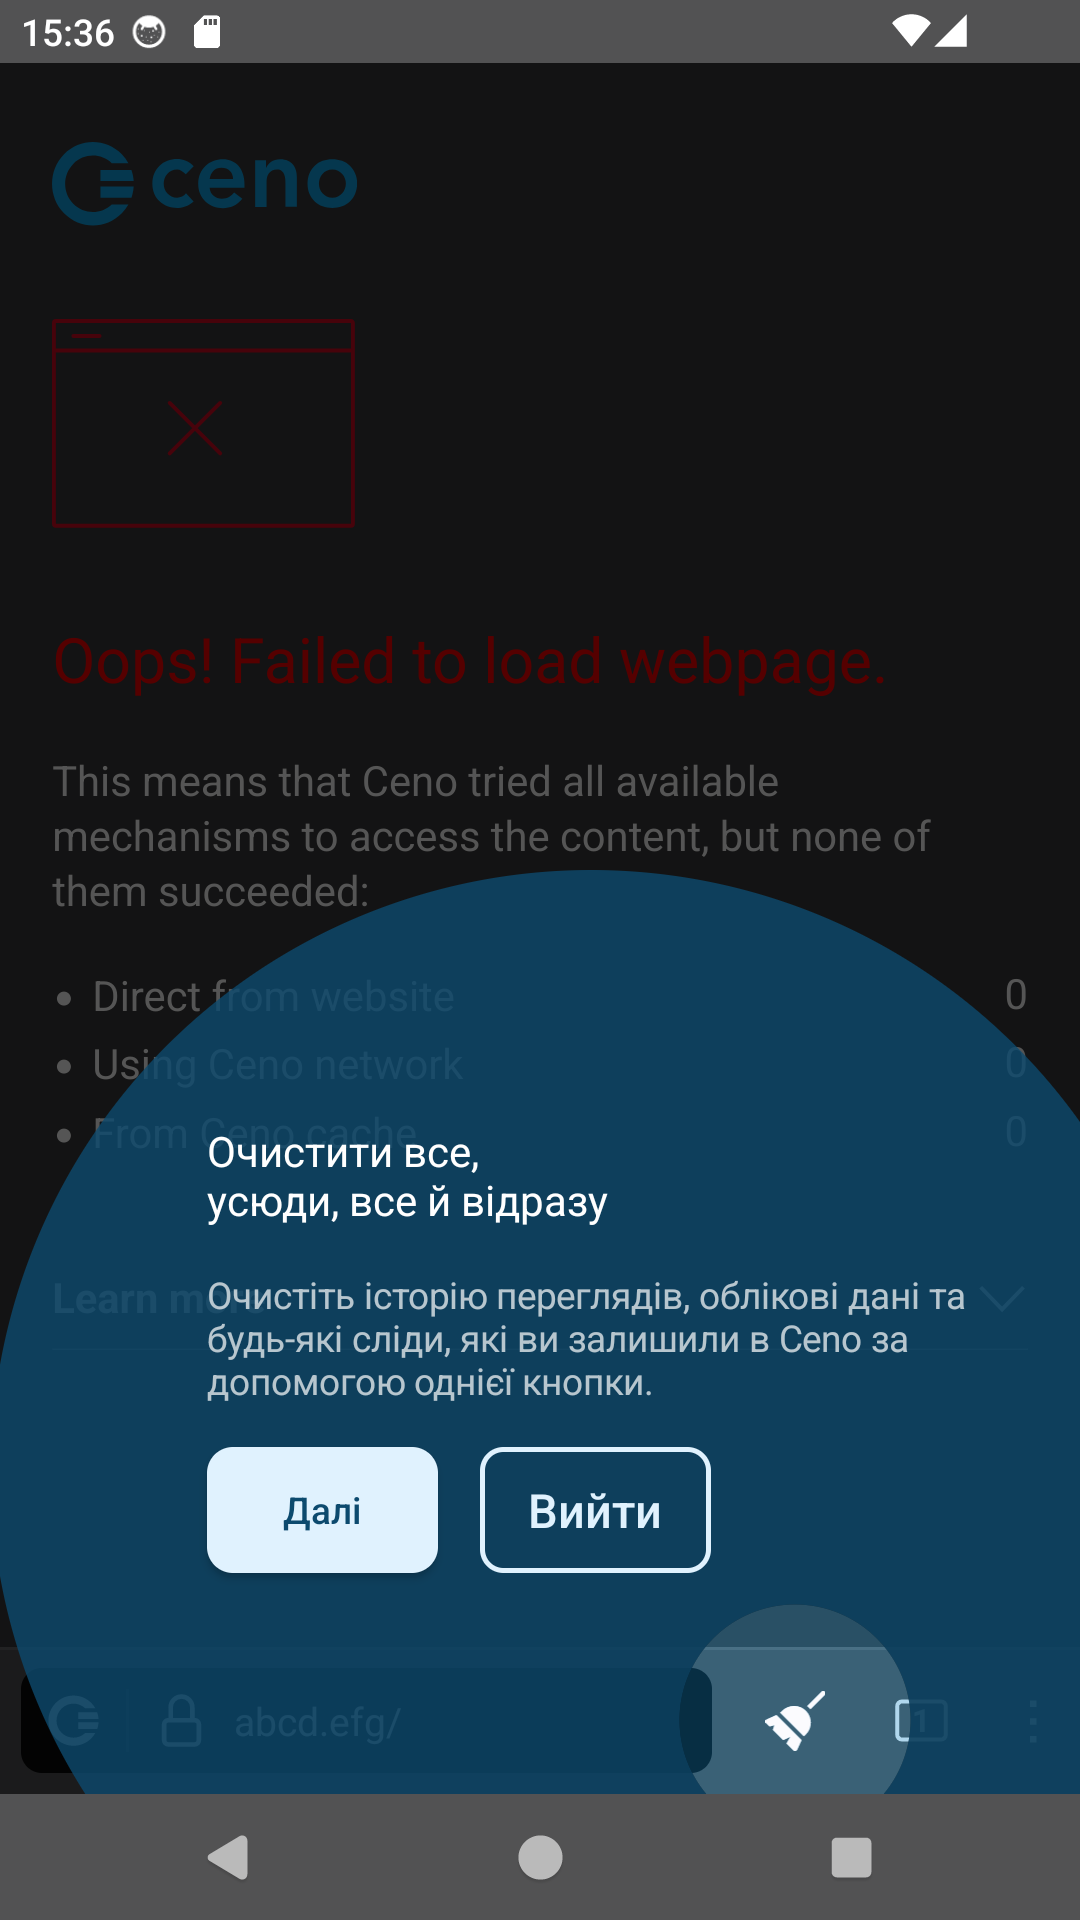 15:36
ceno
Oops! Failed to load webpage.
This means that Ceno tried all available
mechanisms to access the content, but none of
them succeeded:
Direct from website 0
Using Ceno network 0
From Ceno cache 0
Очистити все,
усюди, все й відразу
Learn more
Очистіть історію переглядів, облікові дані та
будь-які сліди, які ви залишили в Ceno за
допомогою однієї кнопки.
Далі Вийти
abcd.efg/ 1